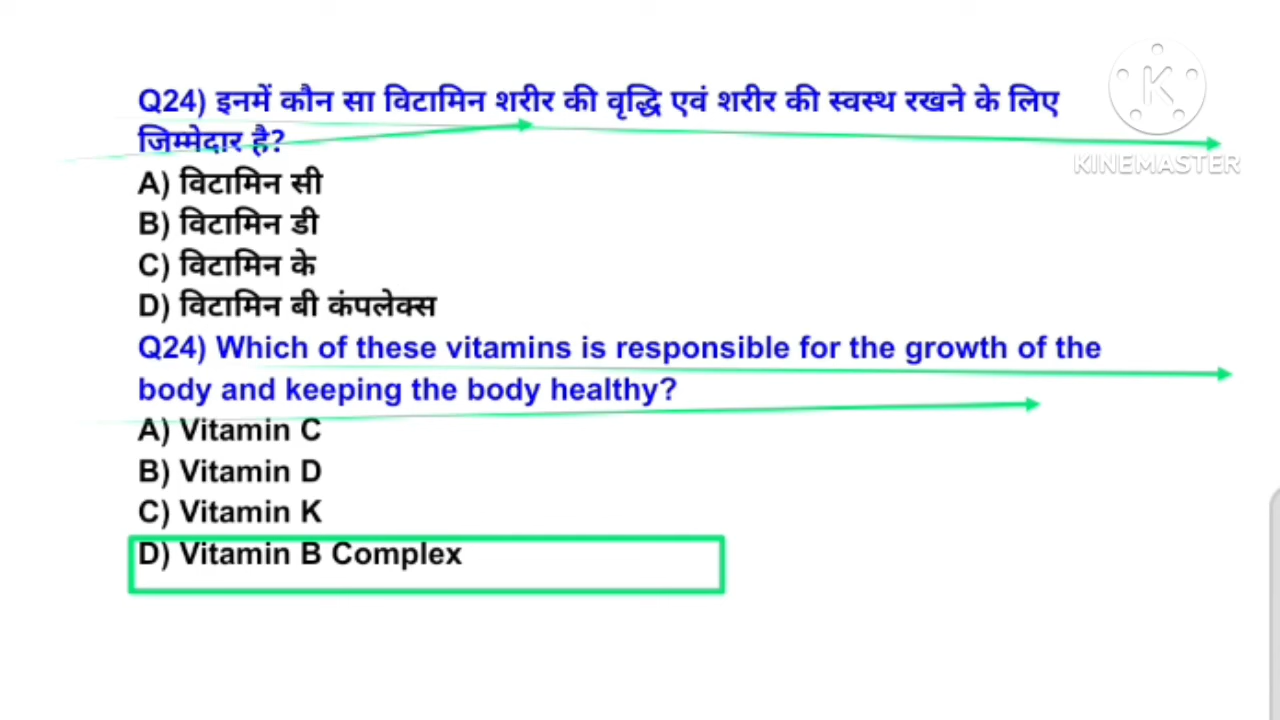 Q24) इनमें कौन सा विटामिन शरीर की वृद्धि एवं शरीर की स्वस्थ रखने के लिए
जिम्मेदार है?
A) विटामिन सी
B) विटामिन डी
C) विटामिन के
D) विटामिन बी कंपलेक्स
Q24) Which of these vitamins is responsible for the growth of the
body and keeping the body healthy?
A) Vitamin C
B) Vitamin D
C) Vitamin K
D) Vitamin B Complex
K
KINEMASTER